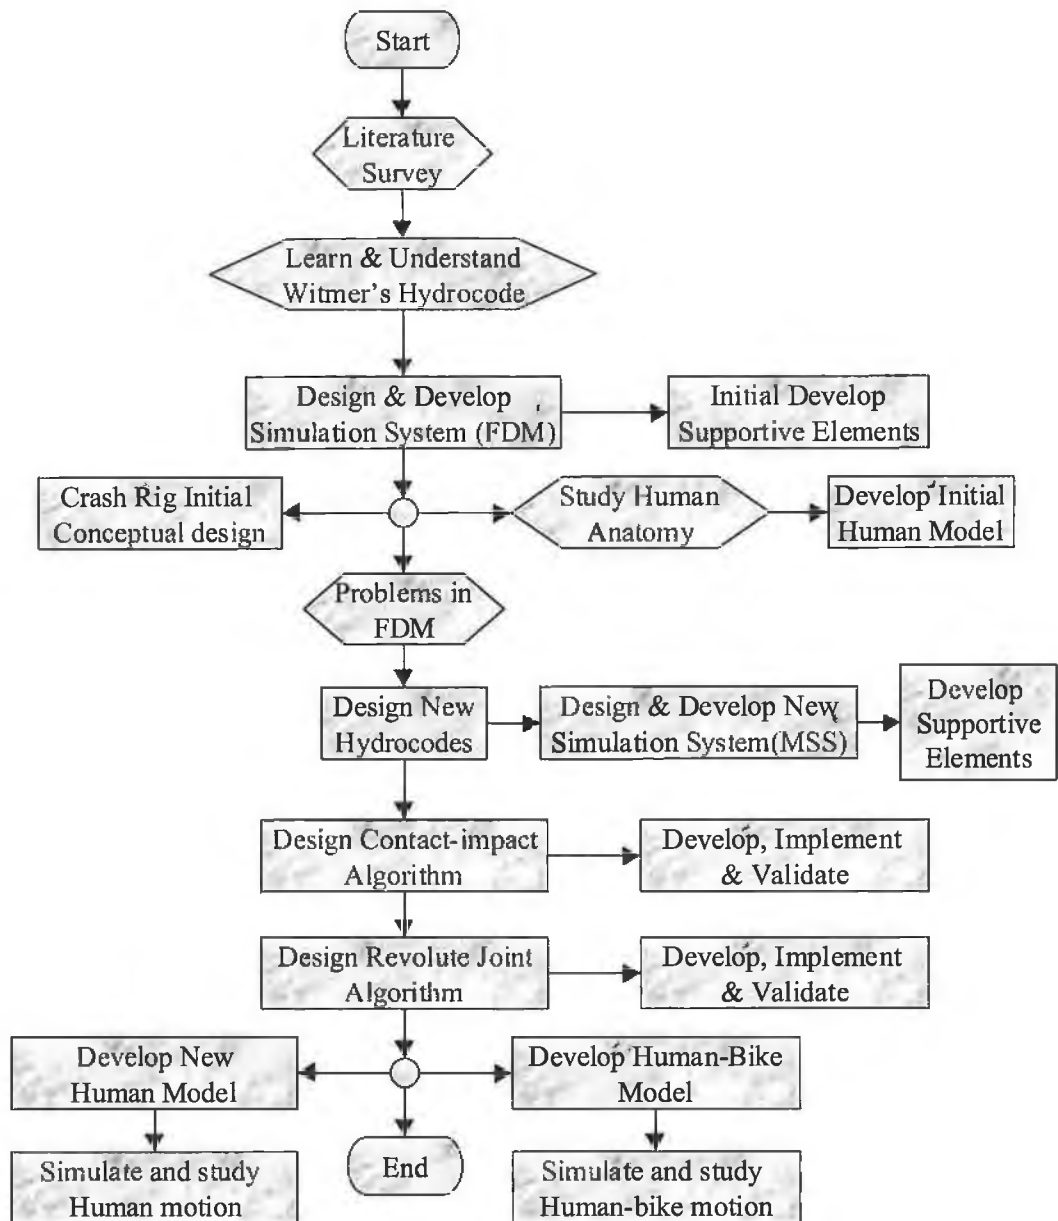 Start
Literature
Survey
Learn & Understand
Witmer's Hydrocode
Design & Develop
Simulation System (FDM)
Initial Develop
Supportive Elements
Crash Rig Initial
Conceptual design
Study Human
Anatomy
Develop Initial
Human Model
Problems in
FDM
Design New
Hydrocodes
Design & Develop New
Simulation System(MSS)
Develop
Supportive
Elements
Design Contact-impact
Algorithm
Develop, Implement
& Validate
Design Revolute Joint
Algorithm
Develop, Implement
& Validate
Develop New
Human Model
Develop Human-Bike
Model
Simulate and study
Human motion
End
Simulate and study
Human-bike motion